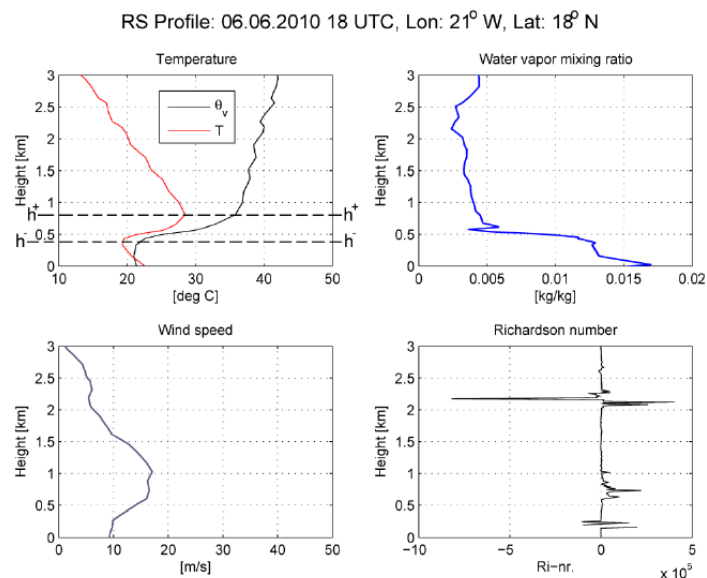 RS Profile: 06.06.2010 18 UTC, Lon: 21⁰ W, Lat: 18⁰ N
Temperature
Height [km]
3
2.5
2
1.5
1
0.5
0
h⁺
h⁻
h⁺
h⁻
θᵥ
T
10 20 30 40 50
[deg C]
Water vapor mixing ratio
Height [km]
3
2.5
2
1.5
1
0.5
0
0 0.005 0.01 0.015 0.02
[kg/kg]
Wind speed
Height [km]
3
2.5
2
1.5
1
0.5
0
0 10 20 30 40 50
[m/s]
Richardson number
Height [km]
3
2.5
2
1.5
1
0.5
0
-10 -5 0 5
Ri-nr.
x 10⁵